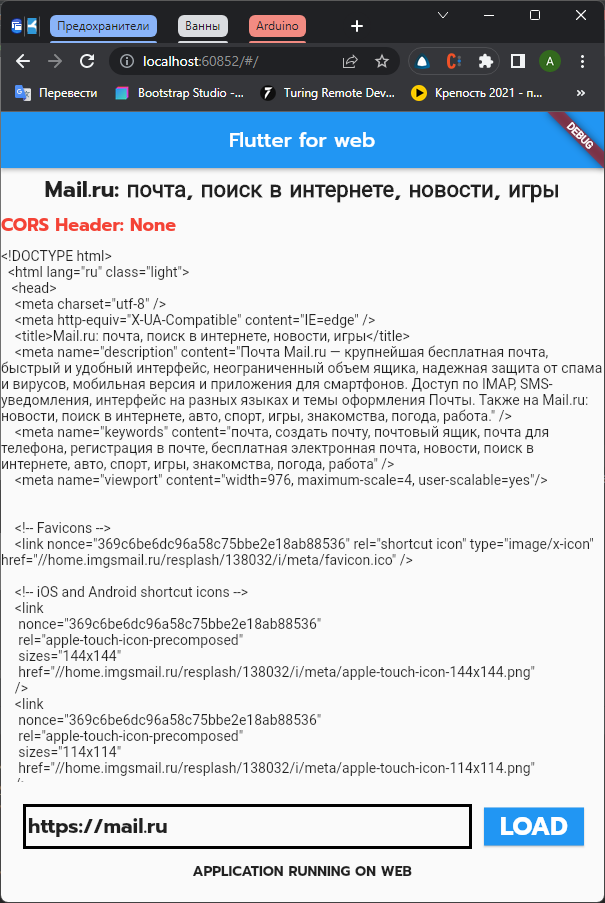 Предохранители
Ванны
Arduino
localhost:60852/#/
A
Перевести
Bootstrap Studio -...
Turing Remote Dev...
Крепость 2021 - п...
»
Flutter for web
DEBUG
Mail.ru: почта, поиск в интернете, новости, игры
CORS Header: None
<!DOCTYPE html>
<html lang="ru" class="light">
<head>
<meta charset="utf-8" />
<meta http-equiv="X-UA-Compatible" content="IE=edge" />
<title>Mail.ru: почта, поиск в интернете, новости, игры</title>
<meta name="description" content="Почта Mail.ru — крупнейшая бесплатная почта,
быстрый и удобный интерфейс, неограниченный объем ящика, надежная защита от спама
и вирусов, мобильная версия и приложения для смартфонов. Доступ по IMAP, SMS-
уведомления, интерфейс на разных языках и темы оформления Почты. Также на Mail.ru:
новости, поиск в интернете, авто, спорт, игры, знакомства, погода, работа." />
<meta name="keywords" content="почта, создать почту, почтовый ящик, почта для
телефона, регистрация в почте, бесплатная электронная почта, новости, поиск в
интернете, авто, спорт, игры, знакомства, погода, работа" />
<meta name="viewport" content="width=976, maximum-scale=4, user-scalable=yes"/>
<!-- Favicons -->
<link nonce="369c6be6dc96a58c75bbe2e18ab88536" rel="shortcut icon" type="image/x-icon"
href="//home.imgsmail.ru/resplash/138032/i/meta/favicon.ico" />
<!-- iOS and Android shortcut icons -->
<link
nonce="369c6be6dc96a58c75bbe2e18ab88536"
rel="apple-touch-icon-precomposed"
sizes="144x144"
href="//home.imgsmail.ru/resplash/138032/i/meta/apple-touch-icon-144x144.png"
/>
<link
nonce="369c6be6dc96a58c75bbe2e18ab88536"
rel="apple-touch-icon-precomposed"
sizes="114x114"
href="//home.imgsmail.ru/resplash/138032/i/meta/apple-touch-icon-114x114.png"
https://mail.ru
LOAD
APPLICATION RUNNING ON WEB